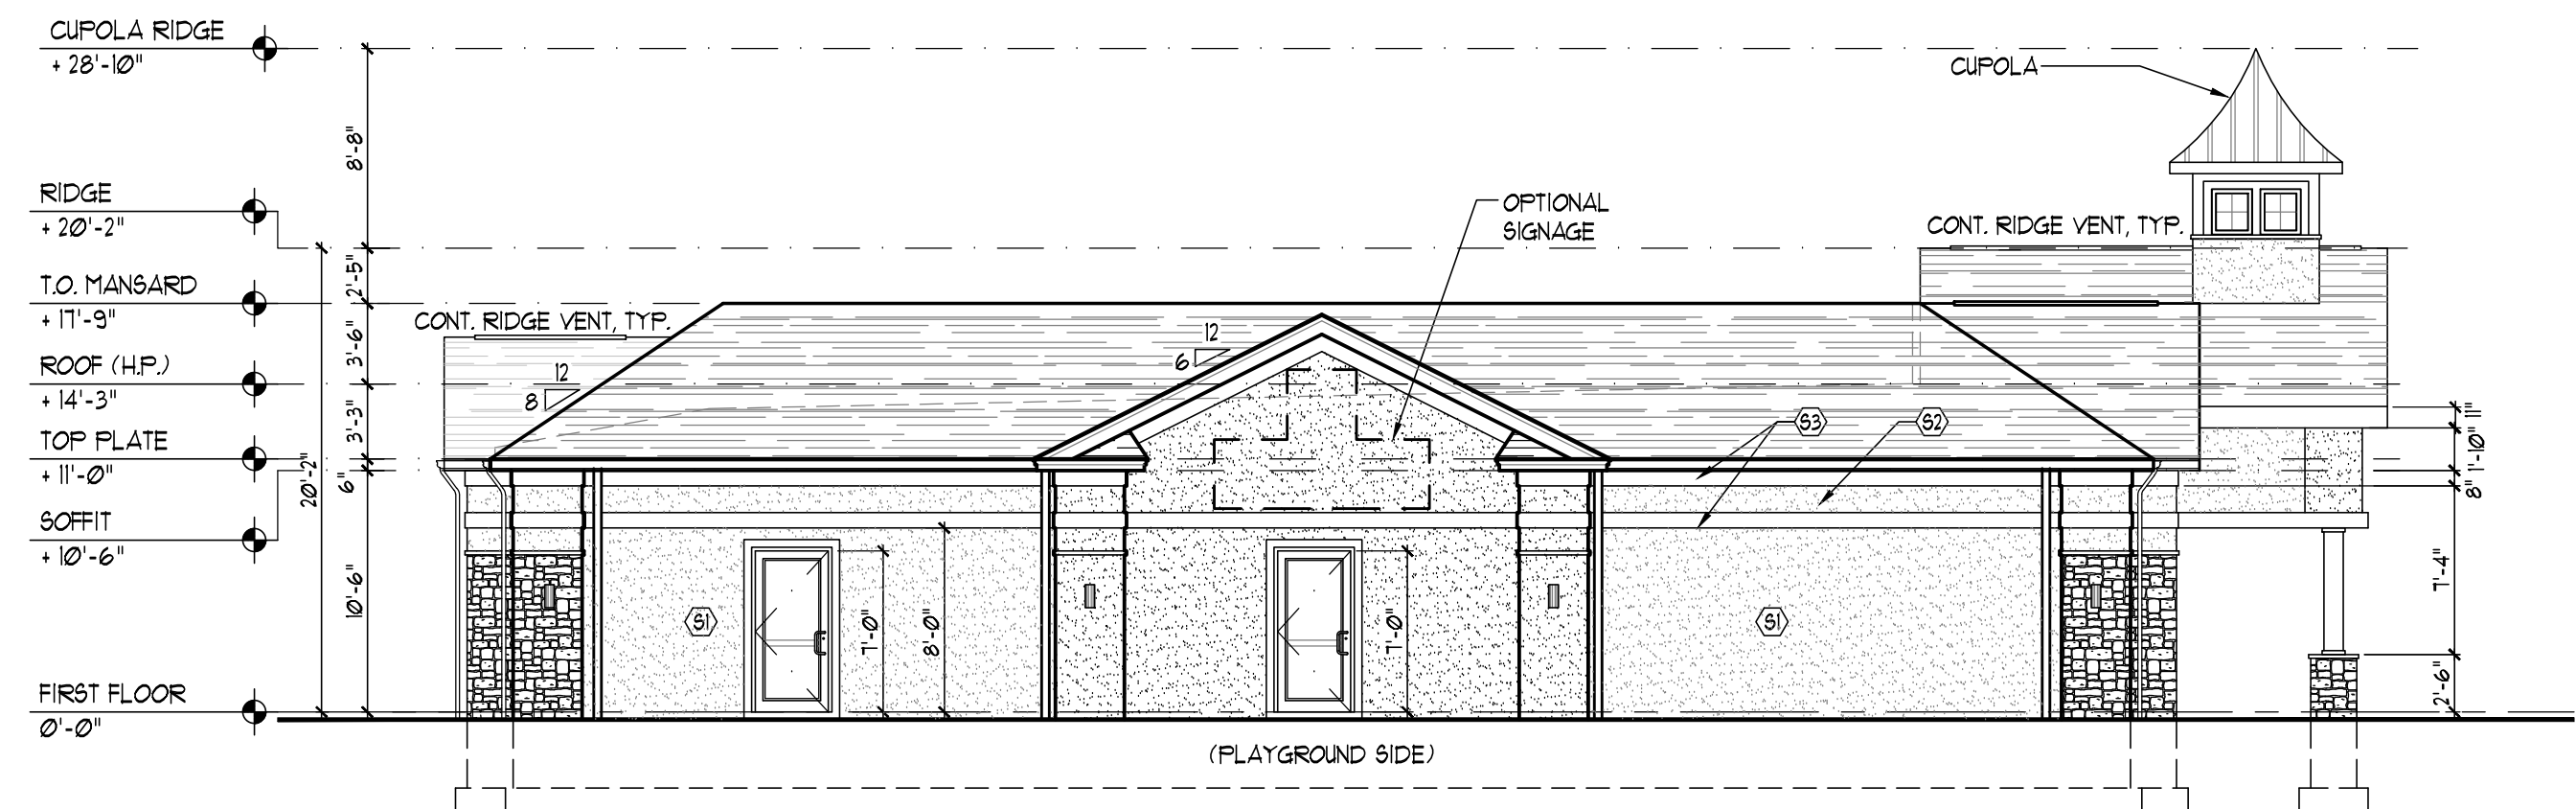 CUPOLA RIDGE
+ 28'-10"
RIDGE
+ 20'-2"
T.O. MANSARD
+ 17'-9"
ROOF (H.P.)
+ 14'-3"
TOP PLATE
+ 11'-0"
SOFFIT
+ 10'-6"
FIRST FLOOR
0'-0"
20'-2"
8'-8"
2'-5"
3'-6"
3'-3"
6"
10'-6"
CONT. RIDGE VENT, TYP.
12
8
12
6
OPTIONAL
SIGNAGE
CUPOLA
CONT. RIDGE VENT, TYP.
S3
S2
S1
7'-0"
8'-0"
7'-0"
S1
11"
1'-10"
8"
7'-4"
2'-6"
(PLAYGROUND SIDE)